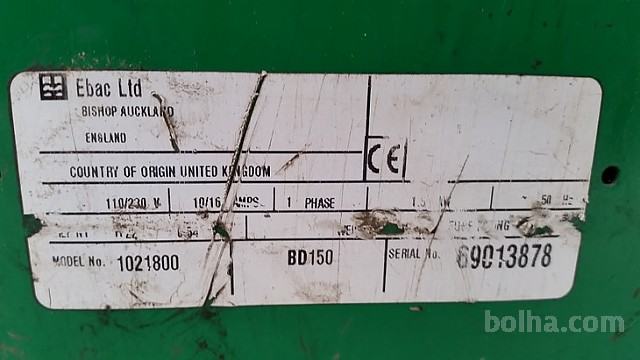 Ebac Ltd
BISHOP AUCKLAND
ENGLAND
COUNTRY OF ORIGIN UNITED KINGDOM
CE
110/230 V 10/16 AMPS 1 PHASE 50 Hz
MODEL No. 1021800 BD150 SERIAL No. 69013878
bolha.com